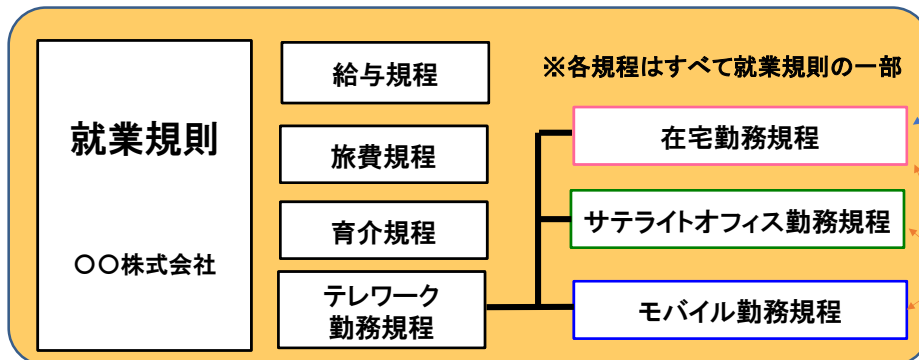 就業規則
〇〇株式会社
給与規程
旅費規程
育介規程
テレワーク
勤務規程
※各規程はすべて就業規則の一部
在宅勤務規程
サテライトオフィス勤務規程
モバイル勤務規程